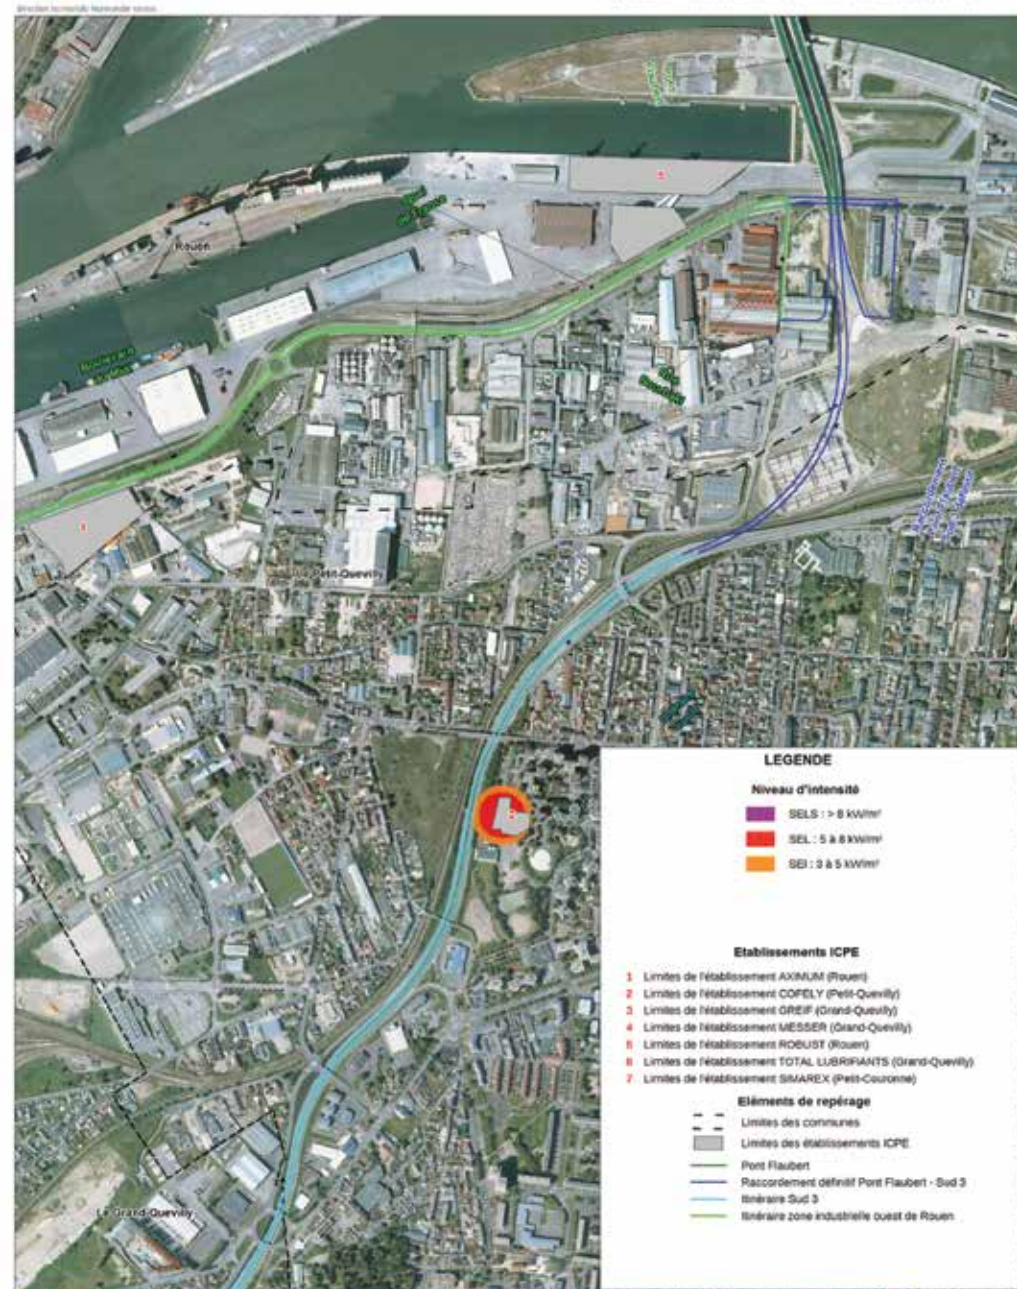 Rouen
Quai
de France
Boulevard
Le Petit-Quevilly
LEGENDE
Niveau d'intensité
SELS : > 8 kW/m²
SEL : 5 à 8 kW/m²
SEI : 3 à 5 kW/m²
Etablissements ICPE
1 Limites de l'établissement AXIMUM (Rouen)
2 Limites de l'établissement COFELY (Petit-Quevilly)
3 Limites de l'établissement GREIF (Grand-Quevilly)
4 Limites de l'établissement MESSER (Grand-Quevilly)
5 Limites de l'établissement ROBUST (Rouen)
6 Limites de l'établissement TOTAL LUBRIFIANTS (Grand-Quevilly)
7 Limites de l'établissement SIMAREX (Petit-Couronne)
Eléments de repérage
Limites des communes
Limites des établissements ICPE
Pont Flaubert
Raccordement définitif Pont Flaubert - Sud 3
Itinéraire Sud 3
Itinéraire zone industrielle ouest de Rouen
Le Grand-Quevilly